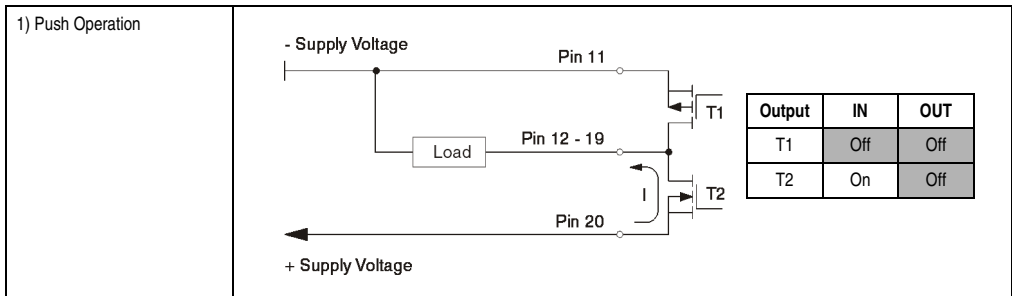 1) Push Operation
- Supply Voltage
Pin 11
T1
Load
Pin 12 - 19
I
T2
Pin 20
+ Supply Voltage
Output IN OUT
T1 Off Off
T2 On Off